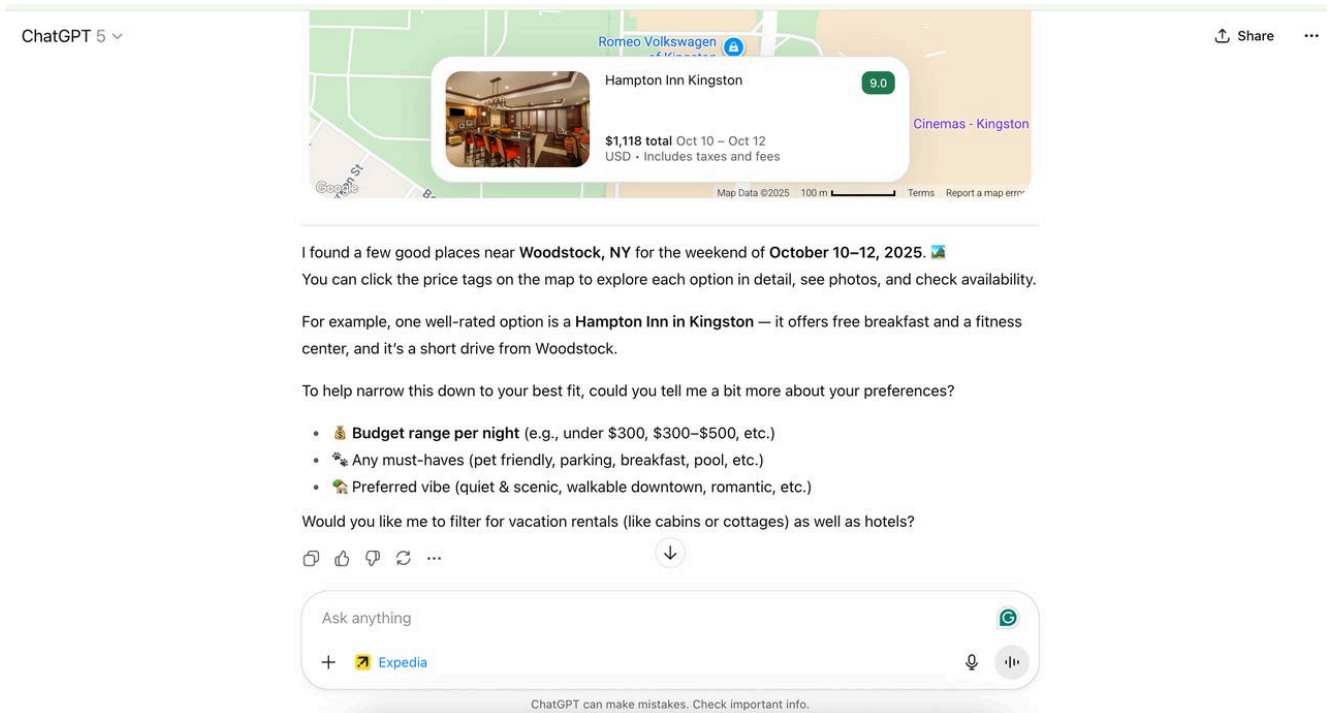 ChatGPT 5
Share
Romeo Volkswagen
of Kingston
Hampton Inn Kingston
9.0
$1,118 total Oct 10 – Oct 12
USD • Includes taxes and fees
Cinemas - Kingston
Google
Map Data ©2025 100 m Terms Report a map error
I found a few good places near Woodstock, NY for the weekend of October 10–12, 2025. 🏞️
You can click the price tags on the map to explore each option in detail, see photos, and check availability.
For example, one well-rated option is a Hampton Inn in Kingston — it offers free breakfast and a fitness
center, and it's a short drive from Woodstock.
To help narrow this down to your best fit, could you tell me a bit more about your preferences?
• 💰 Budget range per night (e.g., under $300, $300–$500, etc.)
• 🐾 Any must-haves (pet friendly, parking, breakfast, pool, etc.)
• 🏡 Preferred vibe (quiet & scenic, walkable downtown, romantic, etc.)
Would you like me to filter for vacation rentals (like cabins or cottages) as well as hotels?
Ask anything
Expedia
ChatGPT can make mistakes. Check important info.